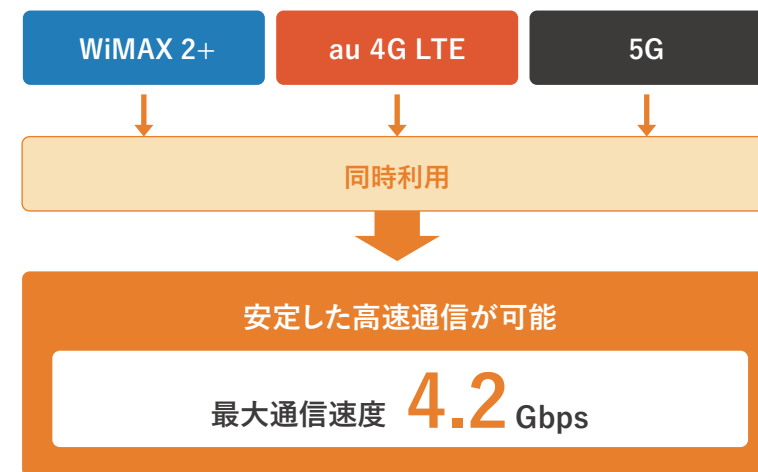 WiMAX 2+
au 4G LTE
5G
同時利用
安定した高速通信が可能
最大通信速度 4.2 Gbps